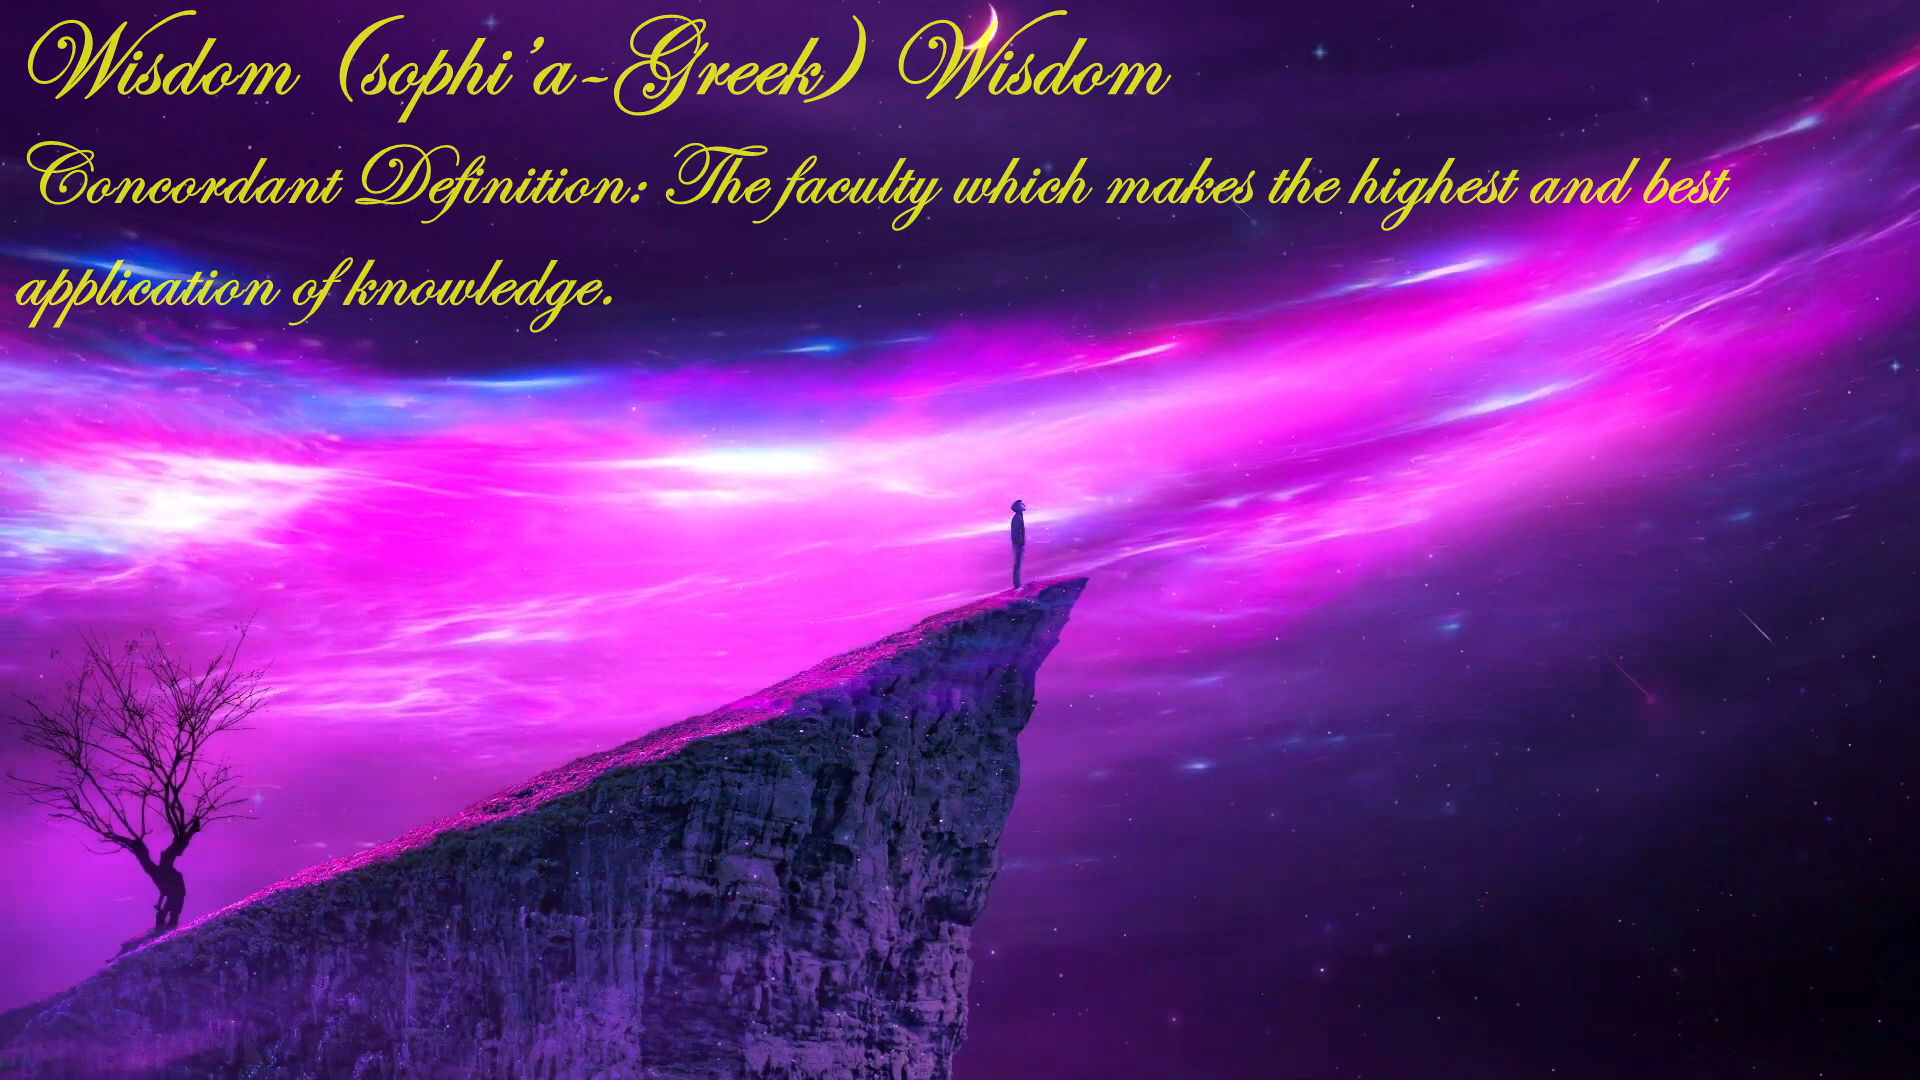 Wisdom (sophi'a-Greek) Wisdom
Concordant Definition: The faculty which makes the highest and best
application of knowledge.